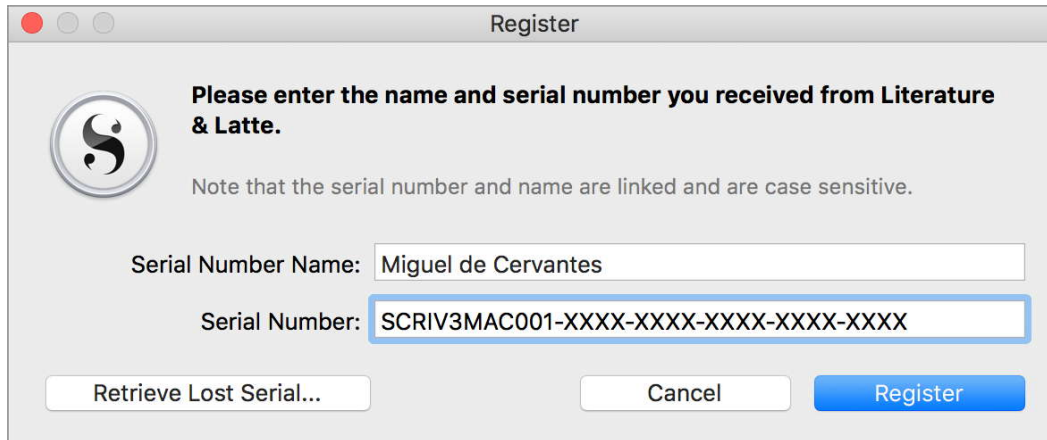 Register
Please enter the name and serial number you received from Literature
& Latte.
Note that the serial number and name are linked and are case sensitive.
Serial Number Name: Miguel de Cervantes
Serial Number: SCRIV3MAC001-XXXX-XXXX-XXXX-XXXX-XXXX
Retrieve Lost Serial... Cancel Register